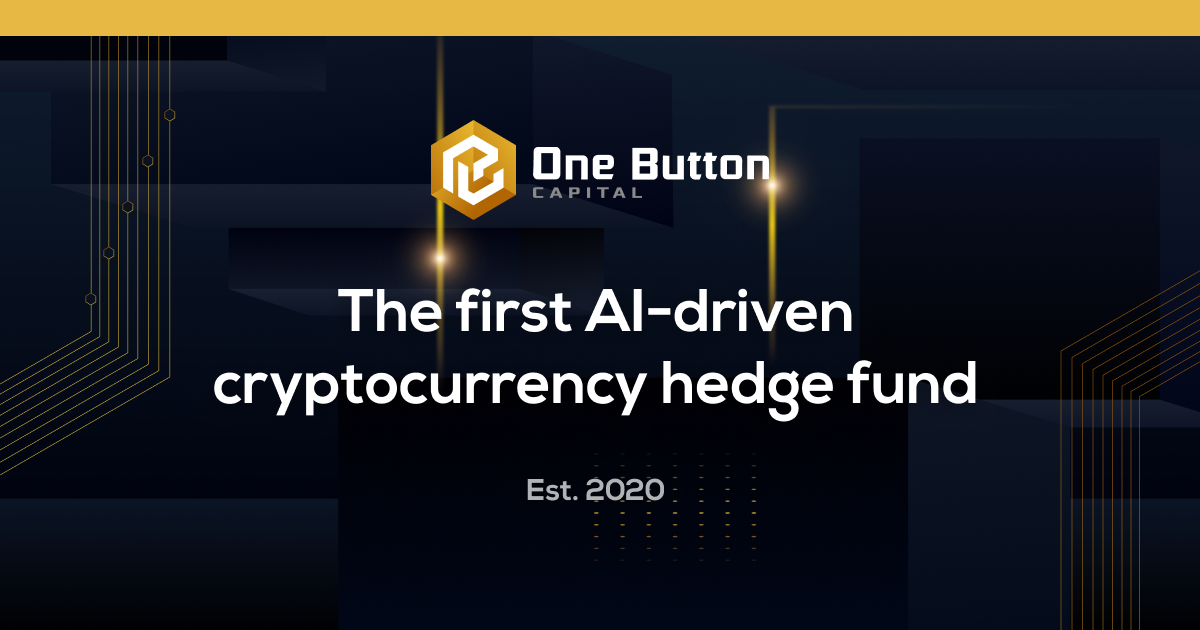 One Button
CAPITAL
The first AI-driven
cryptocurrency hedge fund
Est. 2020